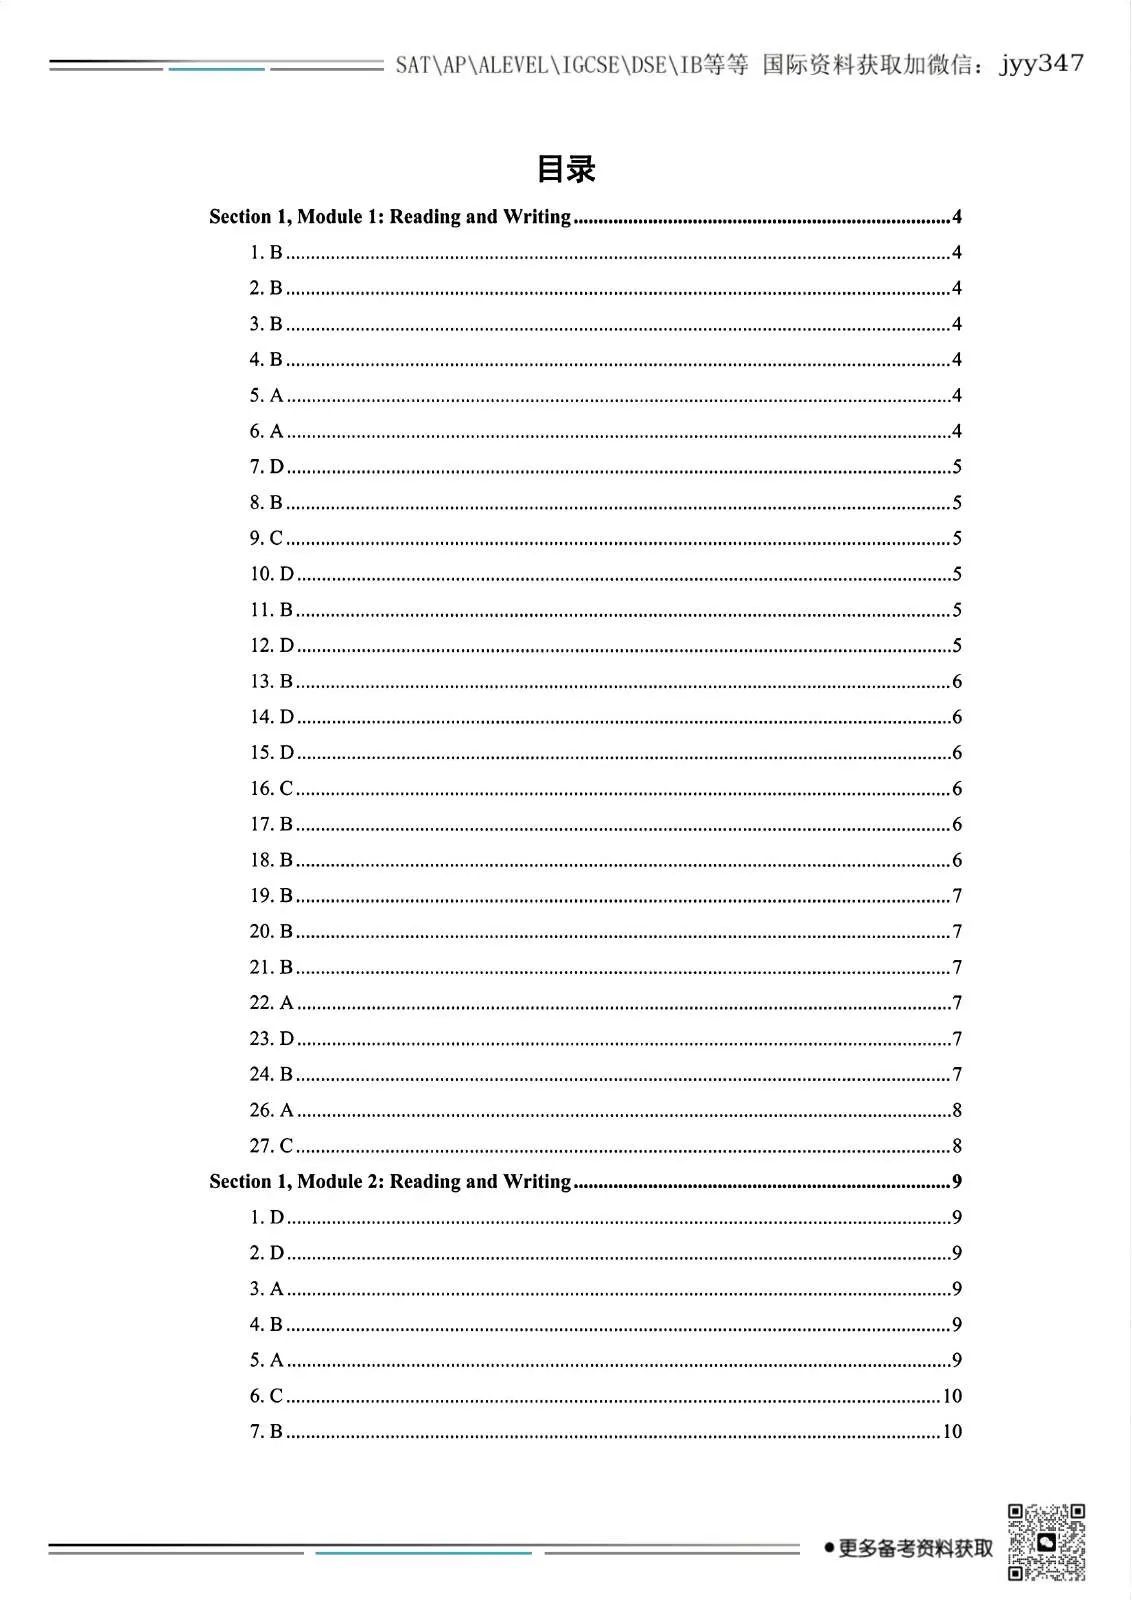 SAT\AP\ALEVEL\IGCSE\DSE\IB等等 国际资料获取加微信：jyy347
目录
Section 1, Module 1: Reading and Writing 4
1. B 4
2. B 4
3. B 4
4. B 4
5. A 4
6. A 4
7. D 5
8. B 5
9. C 5
10. D 5
11. B 5
12. D 5
13. B 6
14. D 6
15. D 6
16. C 6
17. B 6
18. B 6
19. B 7
20. B 7
21. B 7
22. A 7
23. D 7
24. B 7
26. A 8
27. C 8
Section 1, Module 2: Reading and Writing 9
1. D 9
2. D 9
3. A 9
4. B 9
5. A 9
6. C 10
7. B 10
●更多备考资料获取